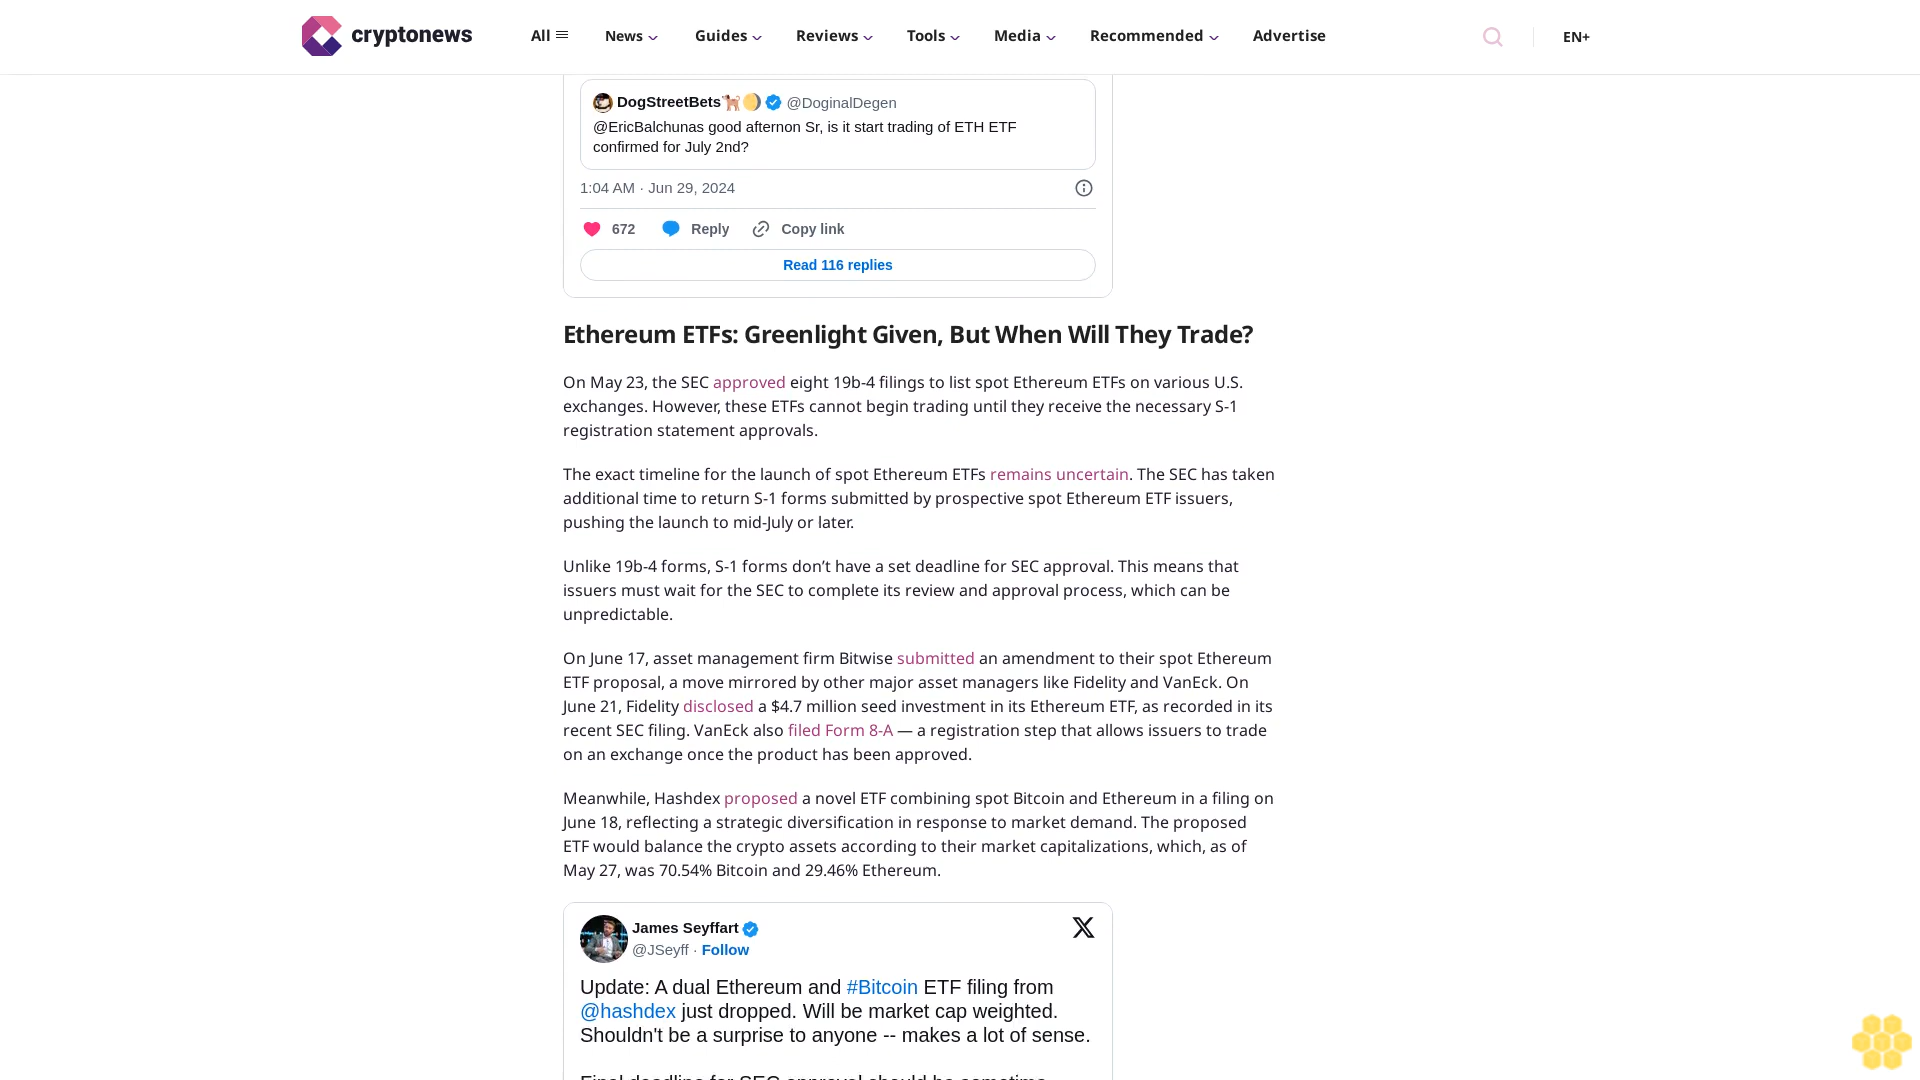 cryptonews
All
News
Guides
Reviews
Tools
Media
Recommended
Advertise
EN+
DogStreetBets🐕🌖 @DoginalDegen
@EricBalchunas good afternon Sr, is it start trading of ETH ETF
confirmed for July 2nd?
1:04 AM · Jun 29, 2024
672 Reply Copy link
Read 116 replies
Ethereum ETFs: Greenlight Given, But When Will They Trade?
On May 23, the SEC approved eight 19b-4 filings to list spot Ethereum ETFs on various U.S.
exchanges. However, these ETFs cannot begin trading until they receive the necessary S-1
registration statement approvals.
The exact timeline for the launch of spot Ethereum ETFs remains uncertain. The SEC has taken
additional time to return S-1 forms submitted by prospective spot Ethereum ETF issuers,
pushing the launch to mid-July or later.
Unlike 19b-4 forms, S-1 forms don’t have a set deadline for SEC approval. This means that
issuers must wait for the SEC to complete its review and approval process, which can be
unpredictable.
On June 17, asset management firm Bitwise submitted an amendment to their spot Ethereum
ETF proposal, a move mirrored by other major asset managers like Fidelity and VanEck. On
June 21, Fidelity disclosed a $4.7 million seed investment in its Ethereum ETF, as recorded in its
recent SEC filing. VanEck also filed Form 8-A — a registration step that allows issuers to trade
on an exchange once the product has been approved.
Meanwhile, Hashdex proposed a novel ETF combining spot Bitcoin and Ethereum in a filing on
June 18, reflecting a strategic diversification in response to market demand. The proposed
ETF would balance the crypto assets according to their market capitalizations, which, as of
May 27, was 70.54% Bitcoin and 29.46% Ethereum.
James Seyffart
@JSeyff · Follow
Update: A dual Ethereum and #Bitcoin ETF filing from
@hashdex just dropped. Will be market cap weighted.
Shouldn't be a surprise to anyone -- makes a lot of sense.
Final deadline for SEC approval should be sometime